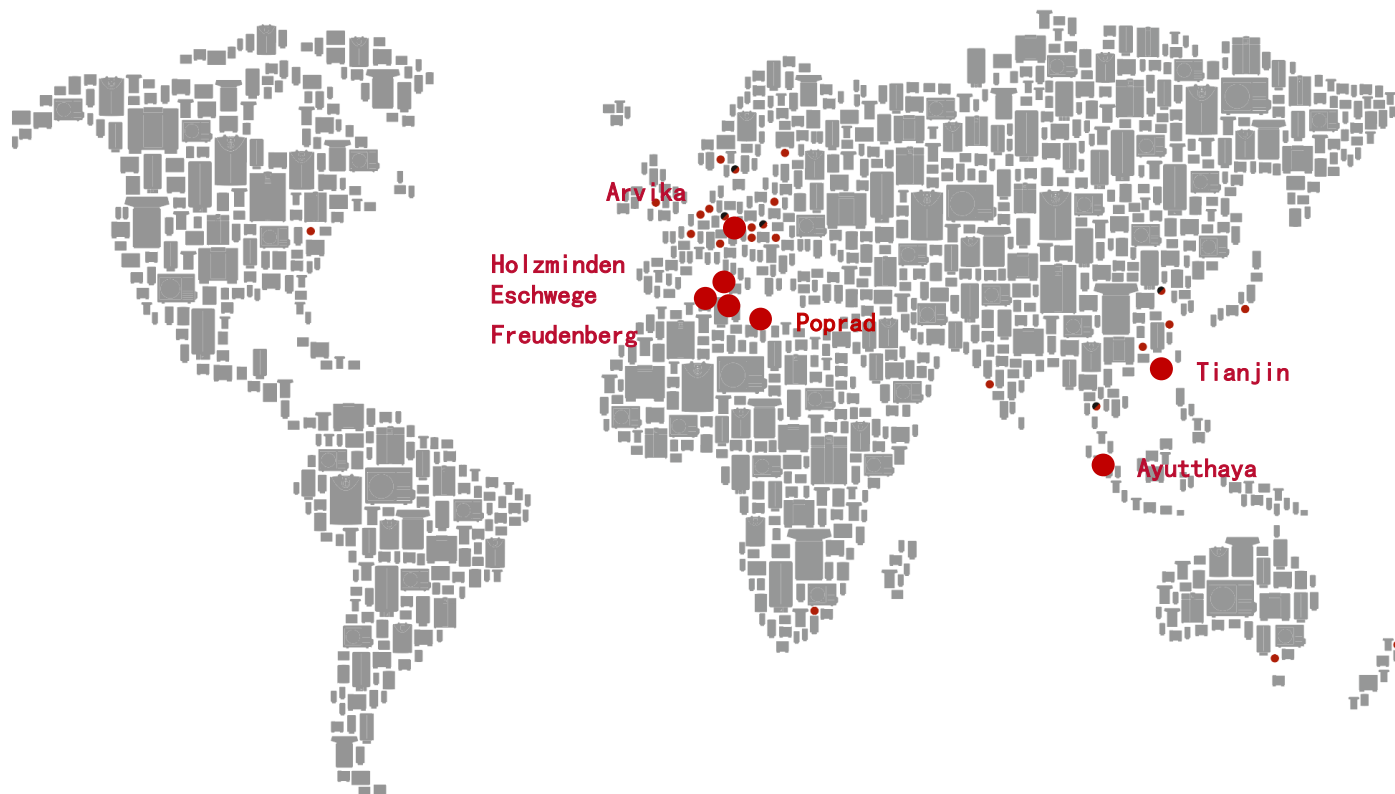 Arvika
Holzminden
Eschwege
Freudenberg
Poprad
Tianjin
Ayutthaya